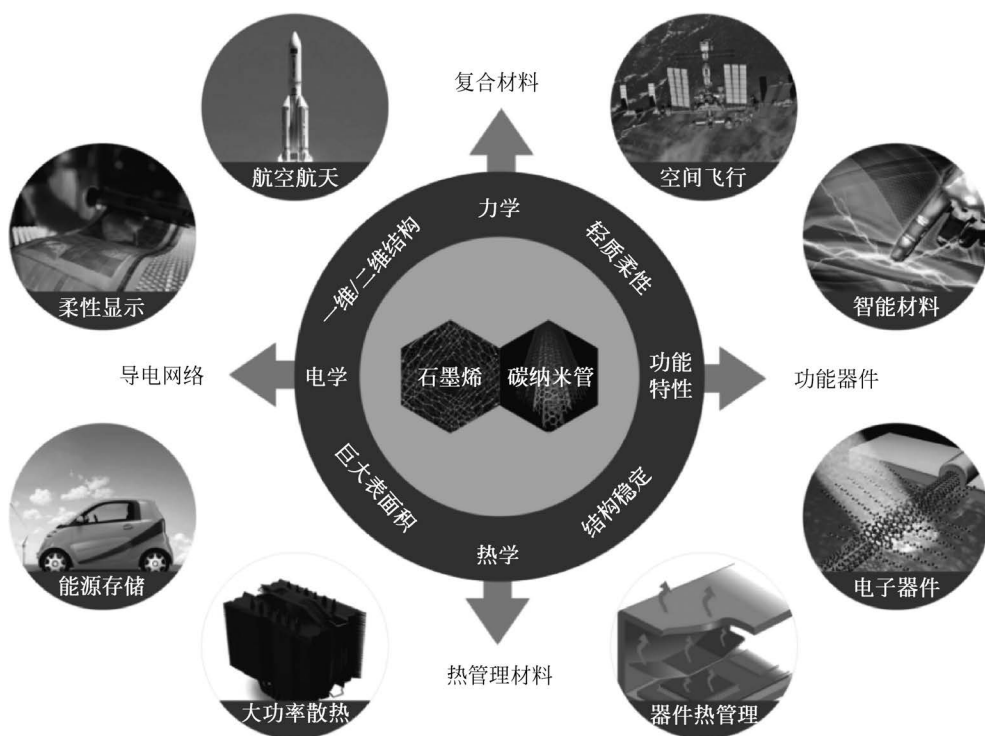 复合材料
航空航天
空间飞行
力学
一维/二维结构
轻质柔性
柔性显示
智能材料
导电网络
电学
石墨烯
碳纳米管
功能
特性
功能器件
巨大表面积
结构稳定
能源存储
电子器件
热学
热管理材料
大功率散热
器件热管理